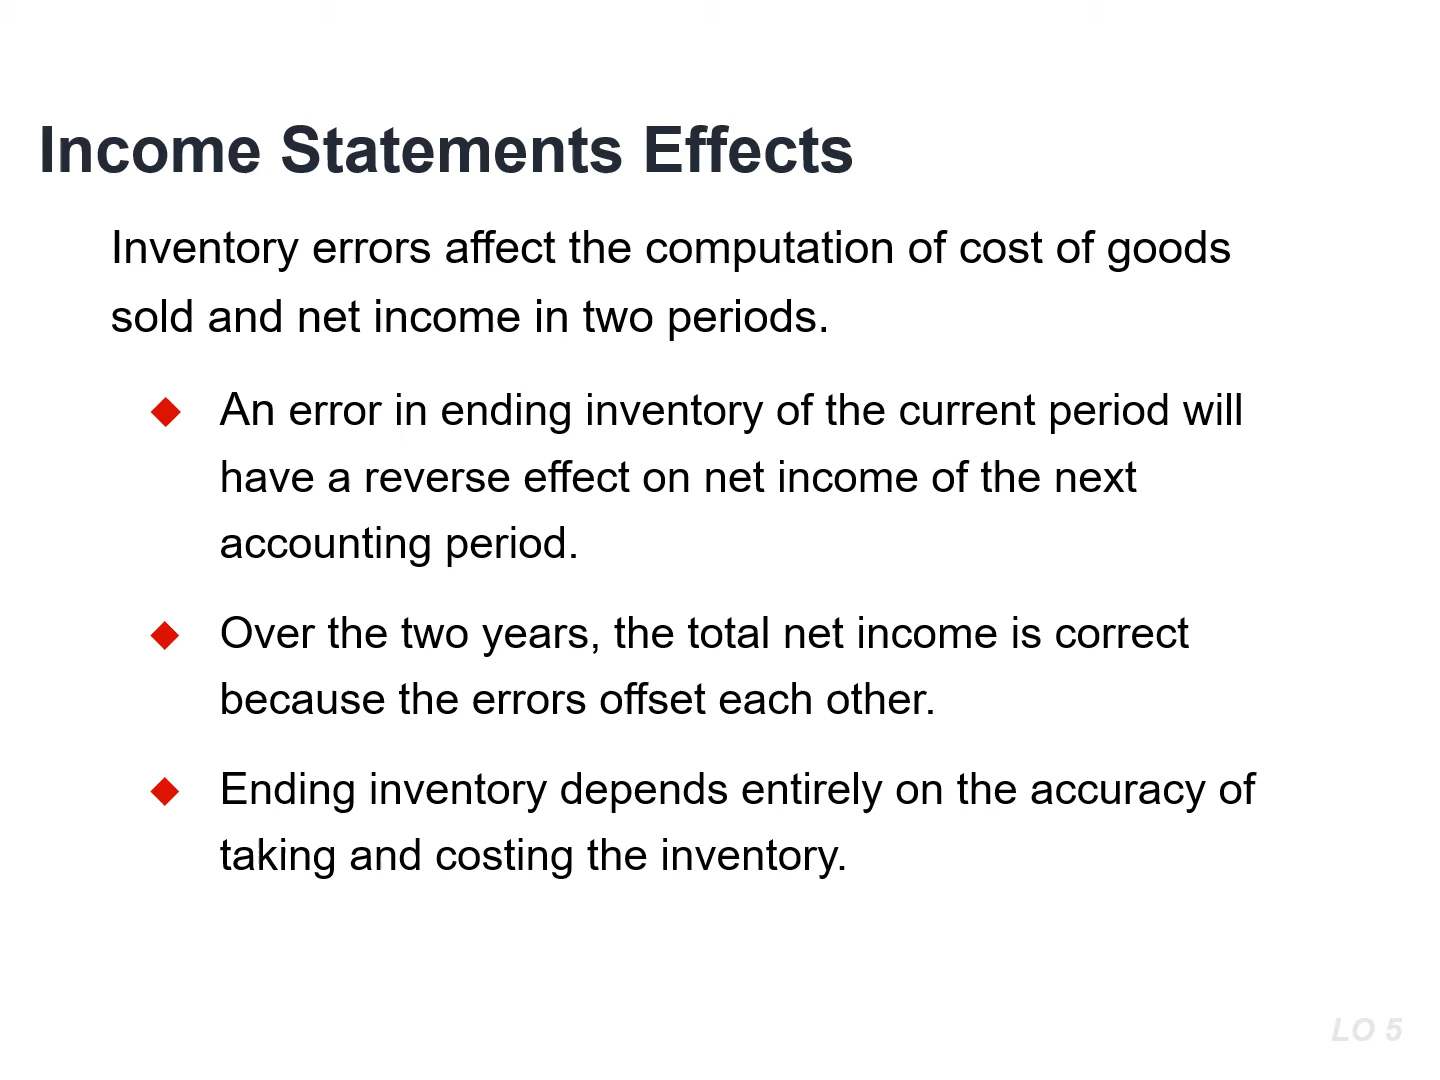 Income Statements Effects
Inventory errors affect the computation of cost of goods
sold and net income in two periods.
An error in ending inventory of the current period will
have a reverse effect on net income of the next
accounting period.
Over the two years, the total net income is correct
because the errors offset each other.
Ending inventory depends entirely on the accuracy of
taking and costing the inventory.
LO 5